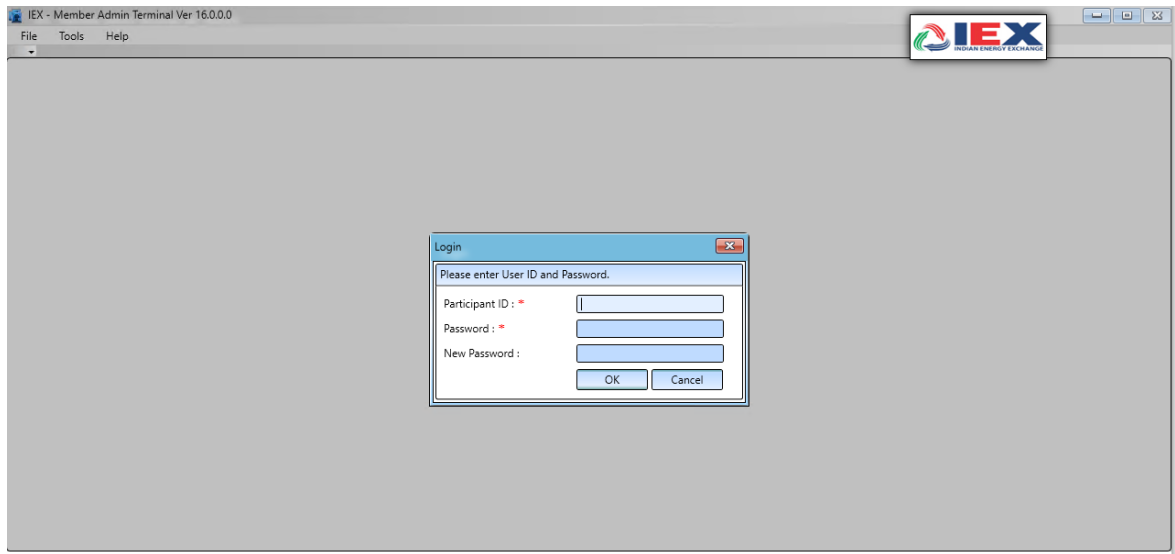 IEX - Member Admin Terminal Ver 16.0.0.0
File Tools Help
IEX
INDIAN ENERGY EXCHANGE
Login
Please enter User ID and Password.
Participant ID : *
Password : *
New Password :
OK Cancel